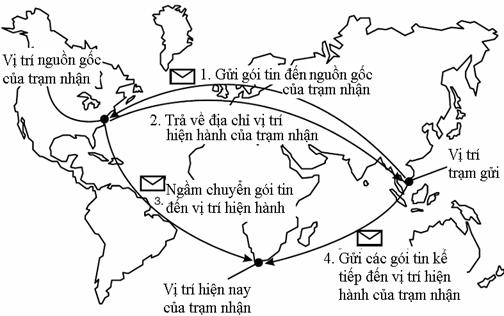 Vị trí nguồn gốc
của trạm nhận
1. Gửi gói tin đến nguồn gốc
của trạm nhận
2. Trả về địa chỉ vị trí
hiện hành của trạm nhận
Vị trí
trạm gửi
3. Ngầm chuyển gói tin
đến vị trí hiện hành
4. Gửi các gói tin kể
tiếp đến vị trí hiện
hành của trạm nhận
Vị trí hiện nay
của trạm nhận